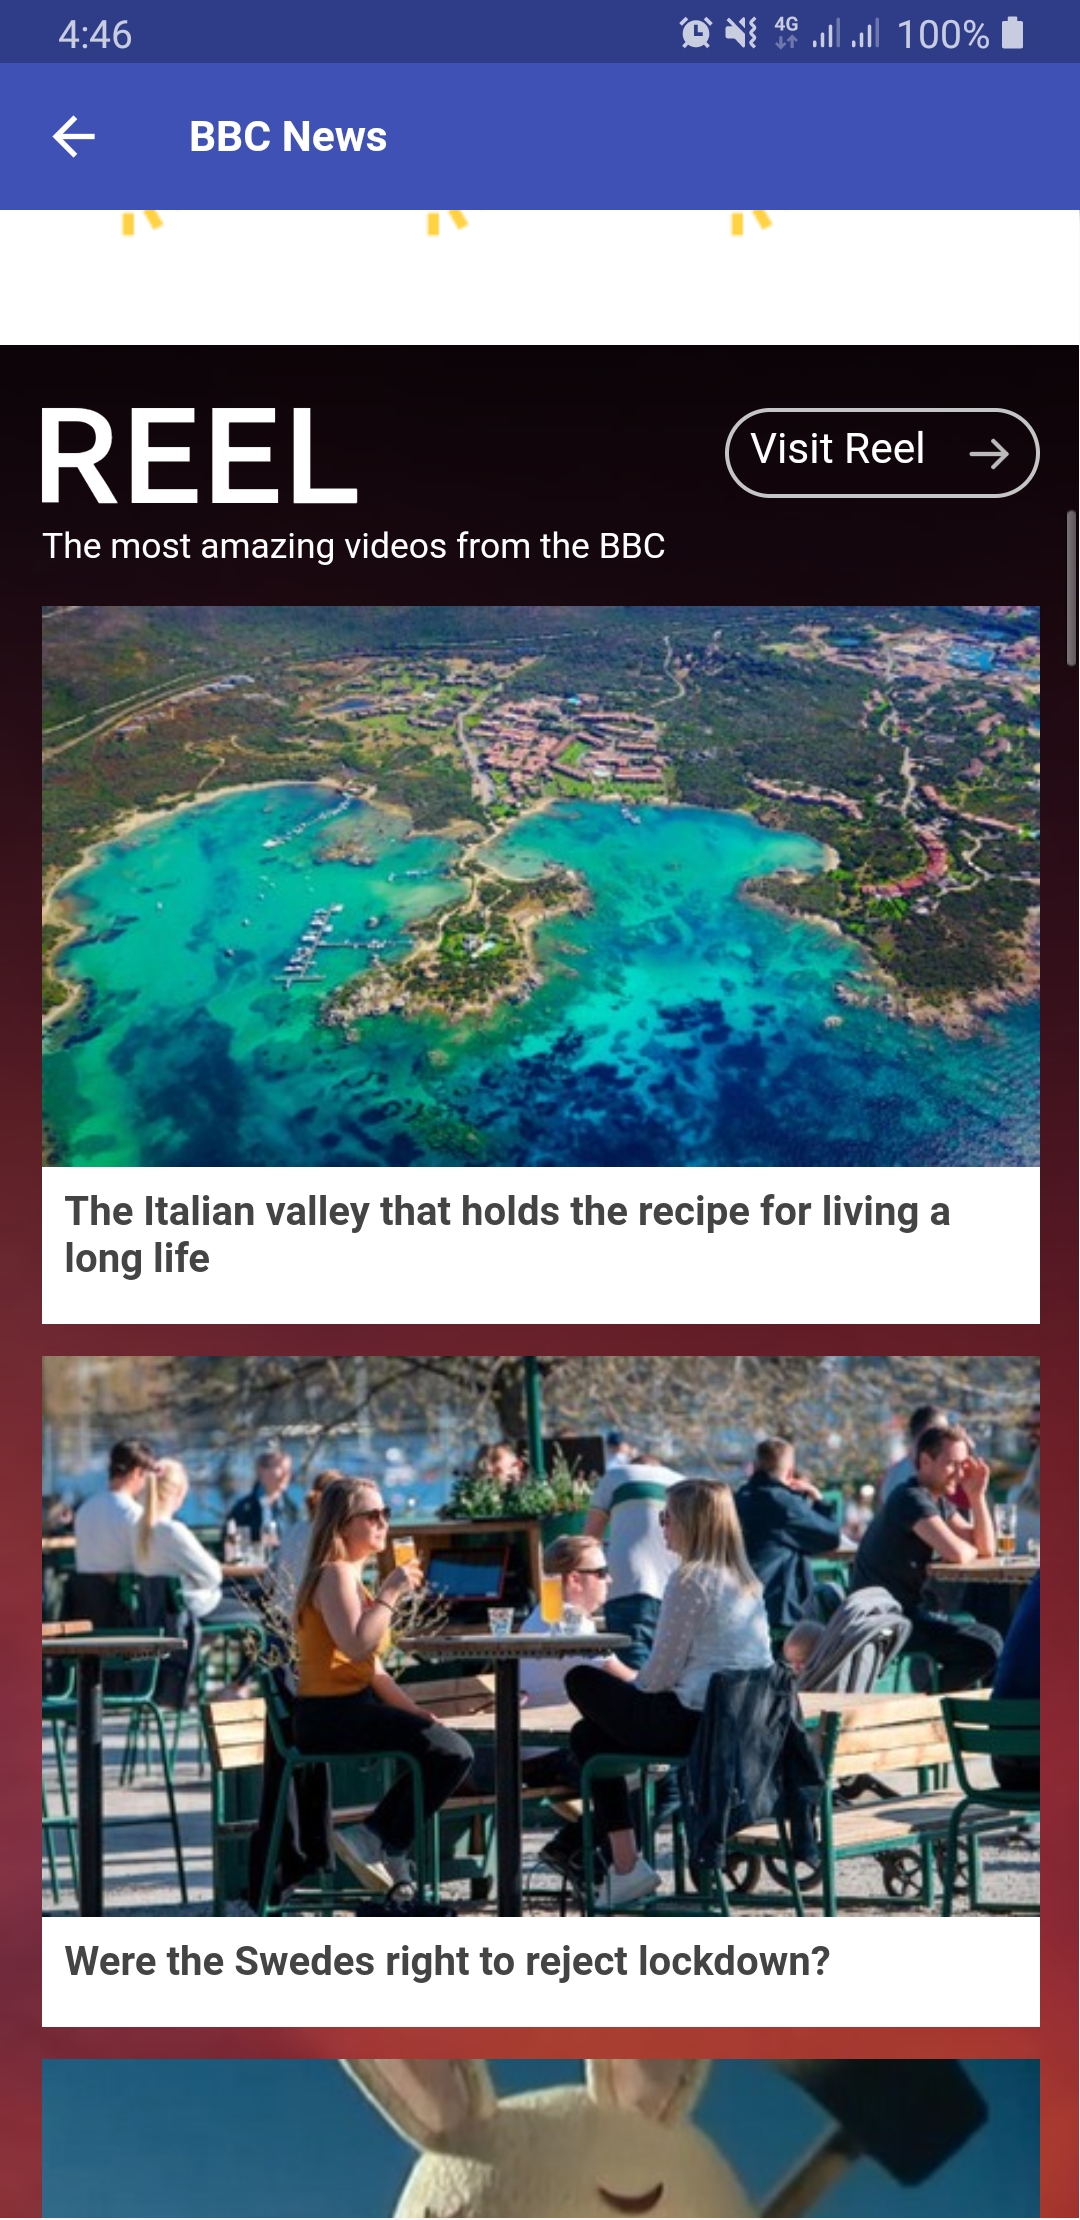 4:46
4G
100%
BBC News
REEL
Visit Reel
The most amazing videos from the BBC
The Italian valley that holds the recipe for living a
long life
Were the Swedes right to reject lockdown?